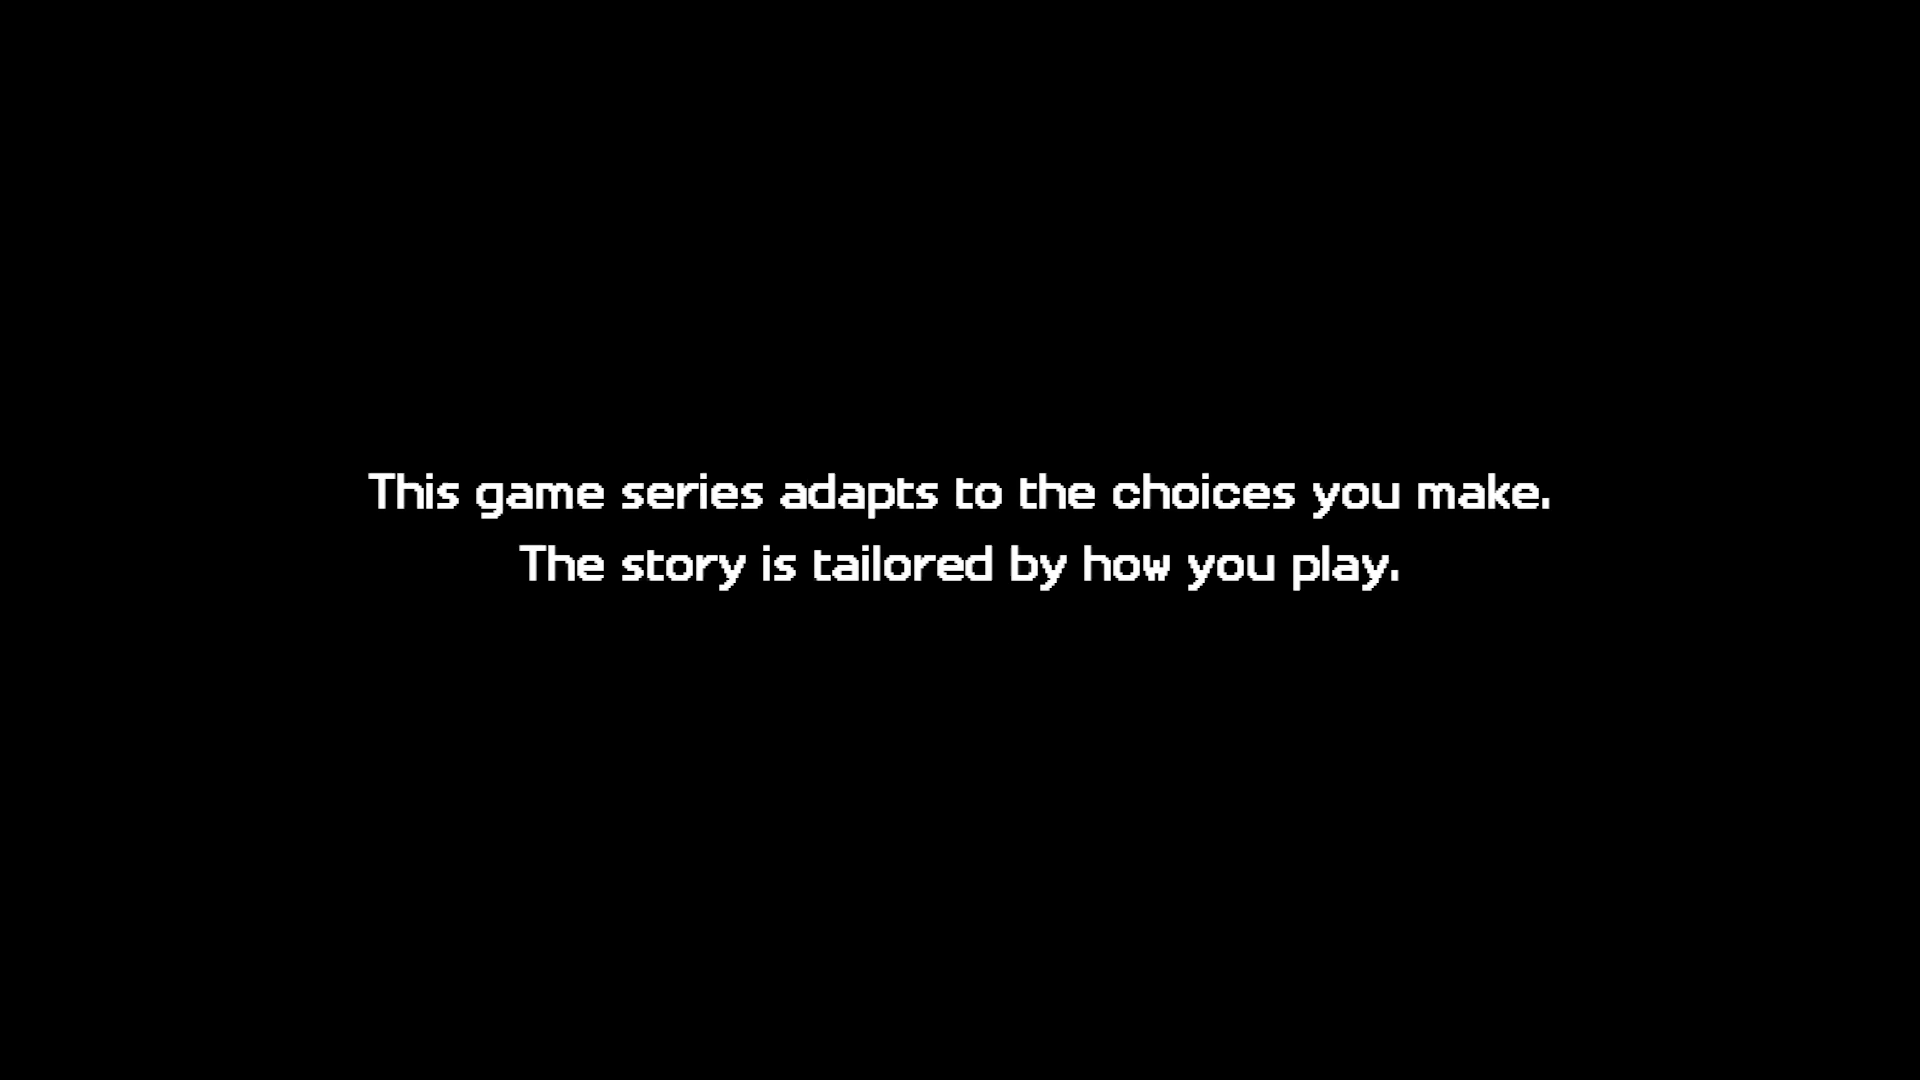 This game series adapts to the choices you make.
The story is tailored by how you play.